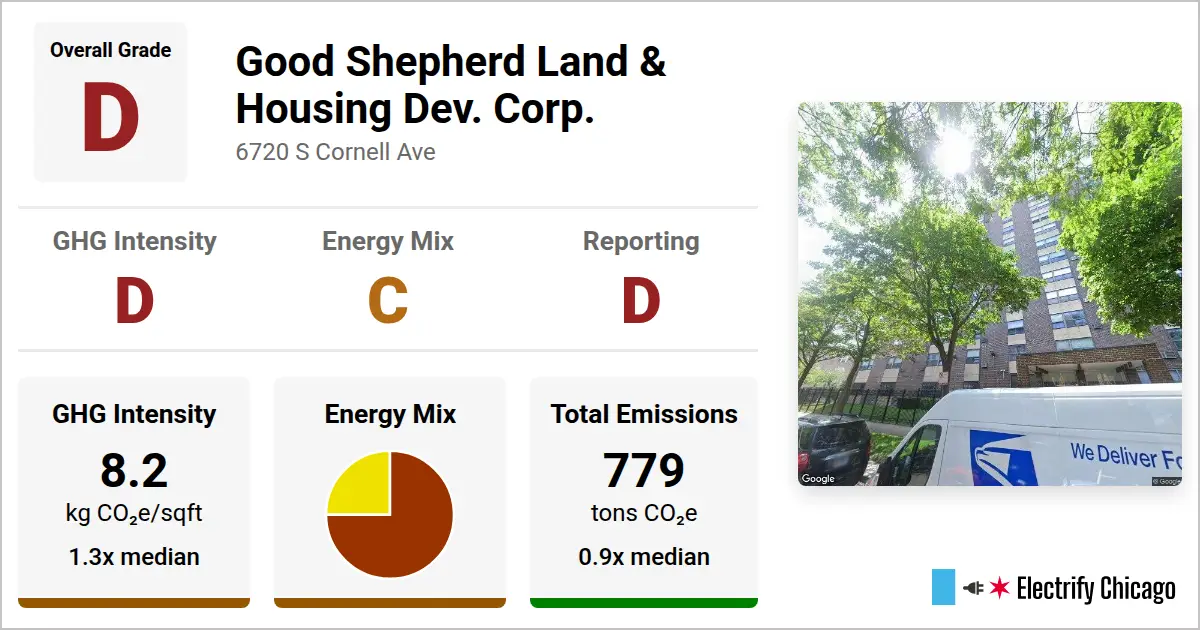 Overall Grade
D
Good Shepherd Land &
Housing Dev. Corp.
6720 S Cornell Ave
GHG Intensity
D
Energy Mix
C
Reporting
D
GHG Intensity
8.2
kg CO₂e/sqft
1.3x median
Energy Mix
Total Emissions
779
tons CO₂e
0.9x median
We Deliver Fo
Google
© Google
Electrify Chicago